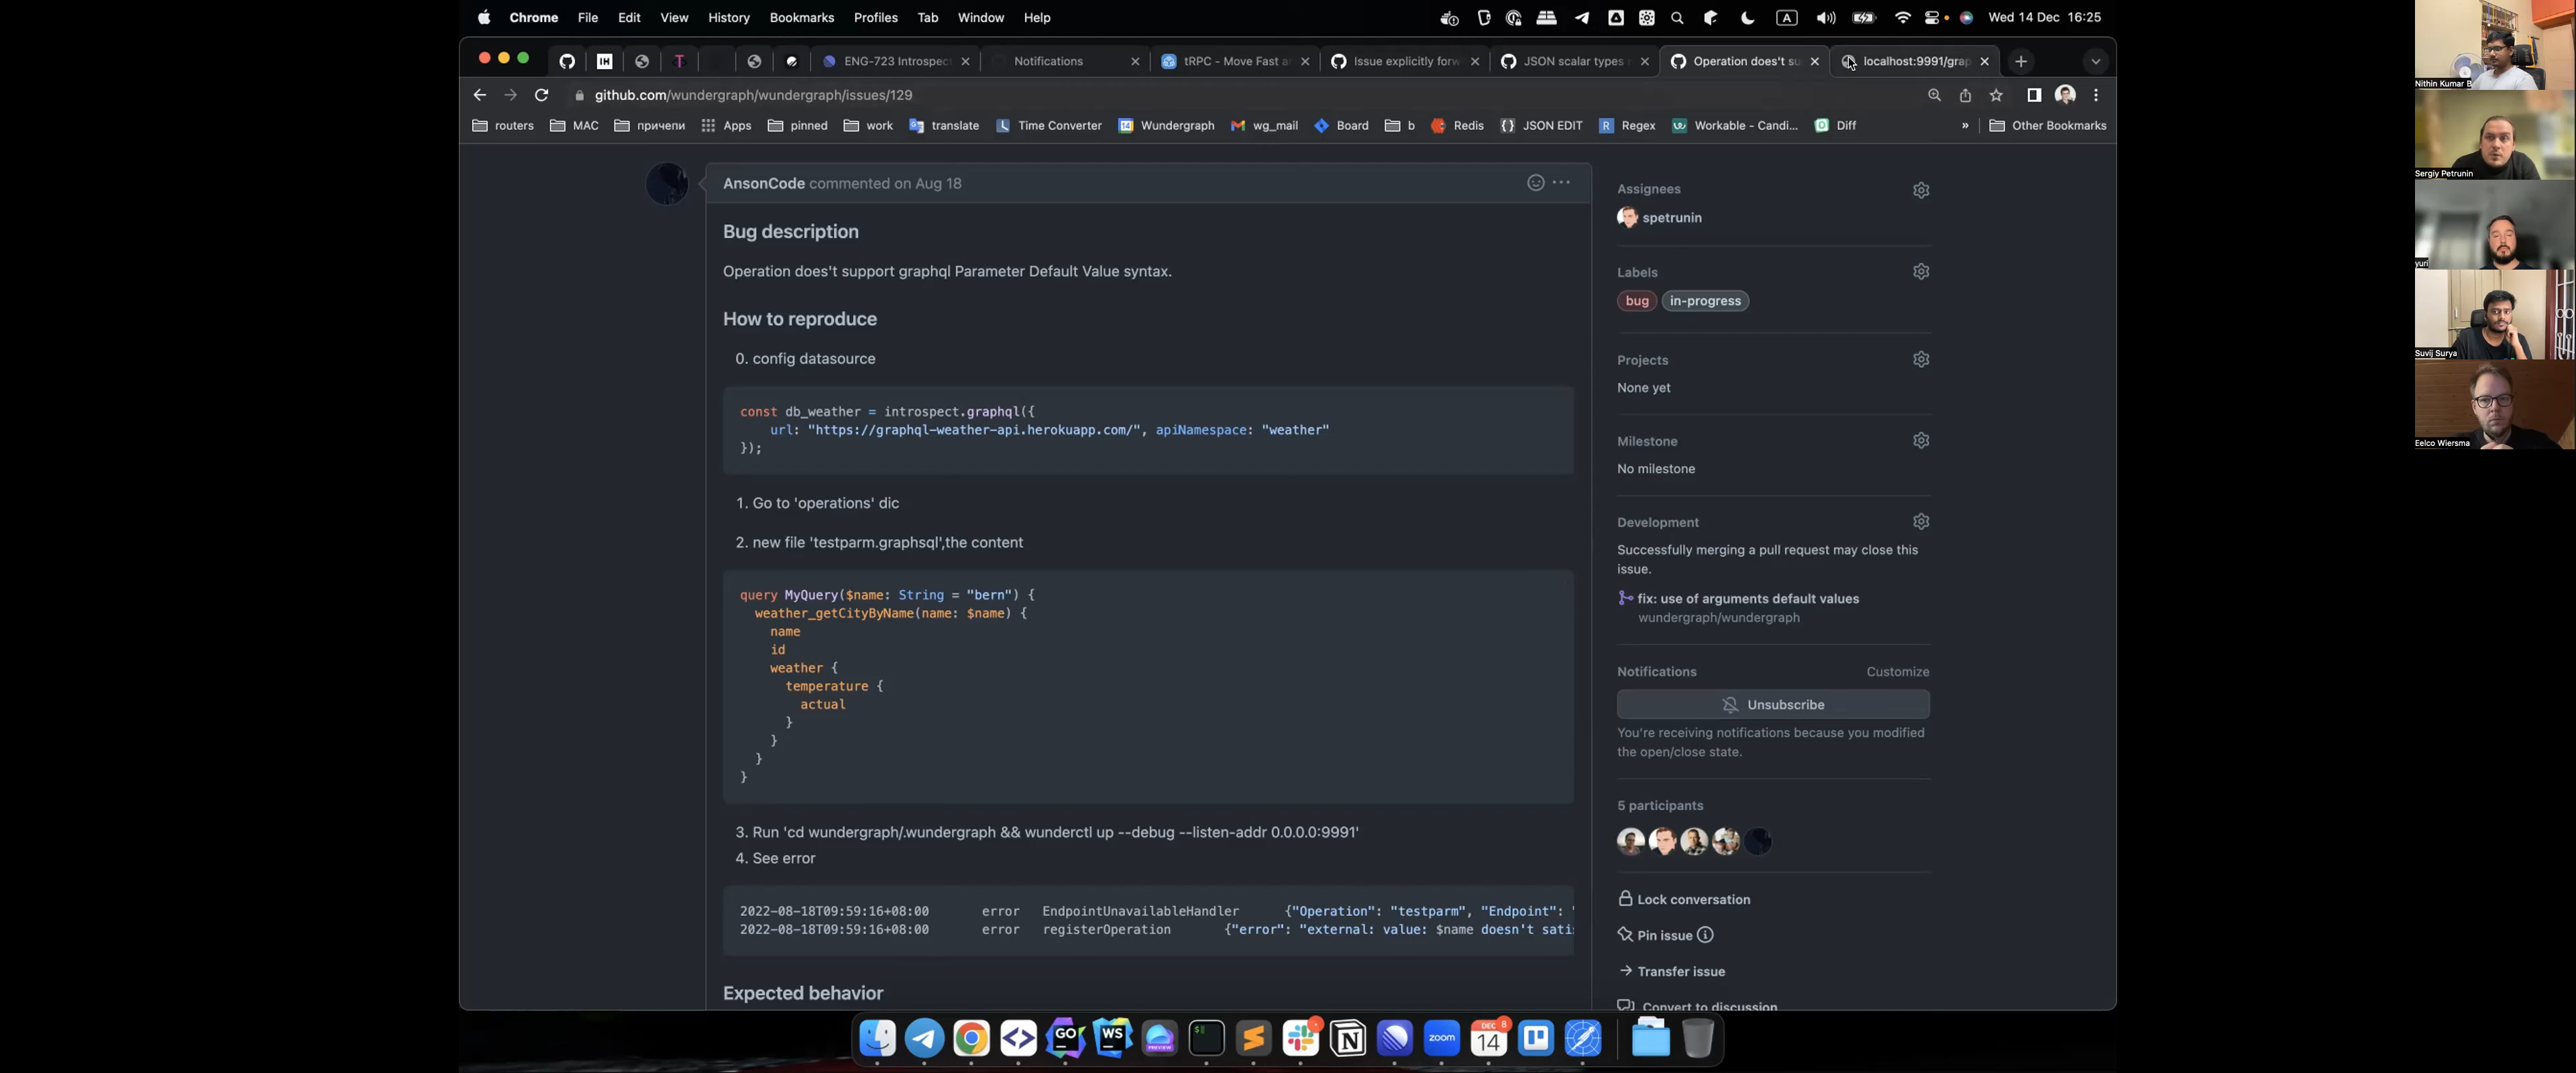 Chrome File Edit View History Bookmarks Profiles Tab Window Help
A
Wed 14 Dec 16:25
IH
T
ENG-723 Introspec
Notifications
tRPC - Move Fast a
Issue explicitly forw
JSON scalar types
Operation does't su
localhost:9991/grap
github.com/wundergraph/wundergraph/issues/129
routers MAC причепи Apps pinned work translate Time Converter Wundergraph wg_mail Board b Redis JSON EDIT Regex Workable - Candi... Diff » Other Bookmarks
AnsonCode commented on Aug 18
Bug description
Operation does't support graphql Parameter Default Value syntax.
How to reproduce
0. config datasource
const db_weather = introspect.graphql({
url: "https://graphql-weather-api.herokuapp.com/", apiNamespace: "weather"
});
1. Go to 'operations' dic
2. new file 'testparm.graphsql',the content
query MyQuery($name: String = "bern") {
weather_getCityByName(name: $name) {
name
id
weather {
temperature {
actual
}
}
}
}
3. Run 'cd wundergraph/.wundergraph && wunderctl up --debug --listen-addr 0.0.0.0:9991'
4. See error
2022-08-18T09:59:16+08:00 error EndpointUnavailableHandler {"Operation": "testparm", "Endpoint": "
2022-08-18T09:59:16+08:00 error registerOperation {"error": "external: value: $name doesn't sati
Expected behavior
Assignees
spetrunin
Labels
bug in-progress
Projects
None yet
Milestone
No milestone
Development
Successfully merging a pull request may close this
issue.
fix: use of arguments default values
wundergraph/wundergraph
Notifications Customize
Unsubscribe
You're receiving notifications because you modified
the open/close state.
5 participants
Lock conversation
Pin issue
Transfer issue
Convert to discussion
GO
WS
PREVIEW
zoom
DEC
14
8
Nithin Kumar B
Sergiy Petrunin
yuri
Suvij Surya
Eelco Wiersma